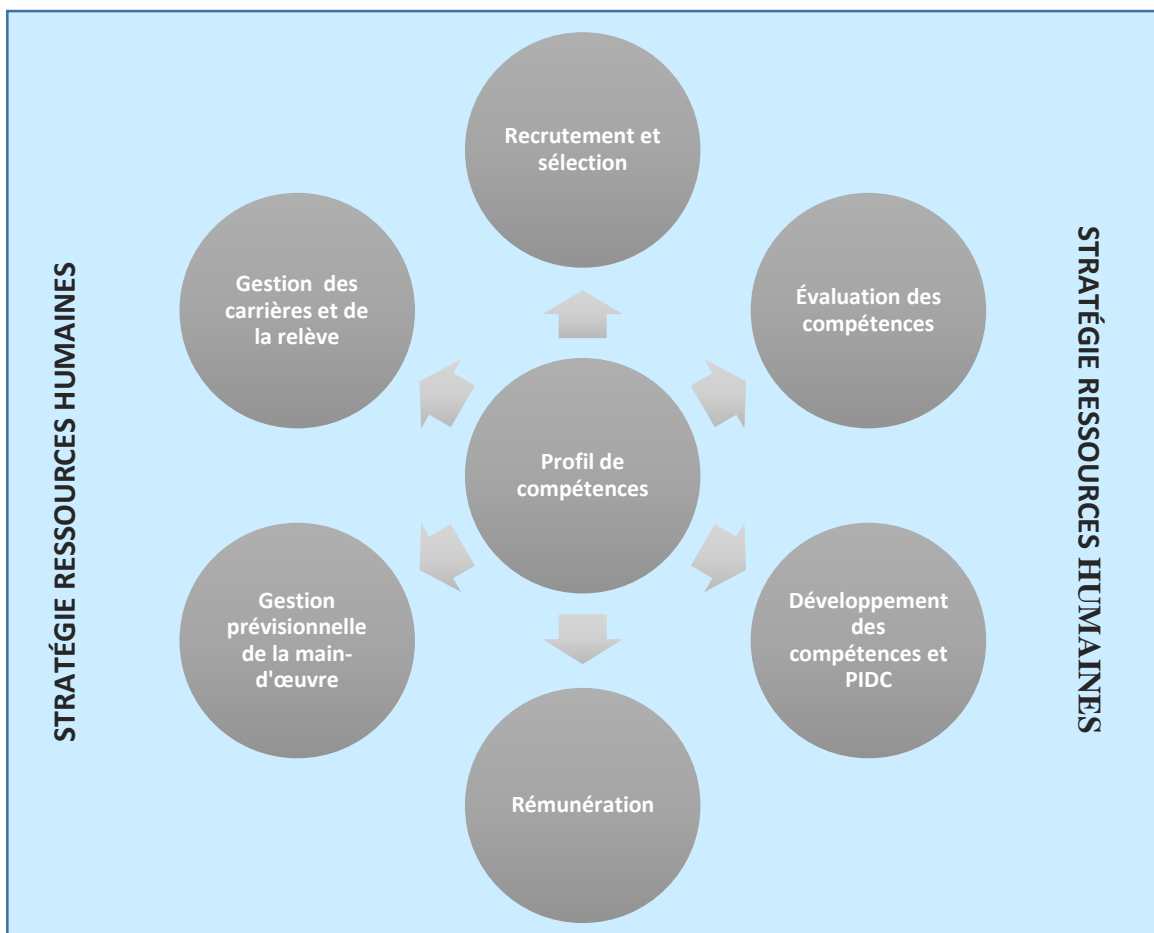 Recrutement et
sélection
Gestion des
carrières et de
la relève
Évaluation des
compétences
STRATÉGIE RESSOURCES HUMAINES
STRATÉGIE RESSOURCES HUMAINES
Profil de
compétences
Gestion
prévisionnelle
de la main-
d'œuvre
Développement
des
compétences et
PIDC
Rémunération